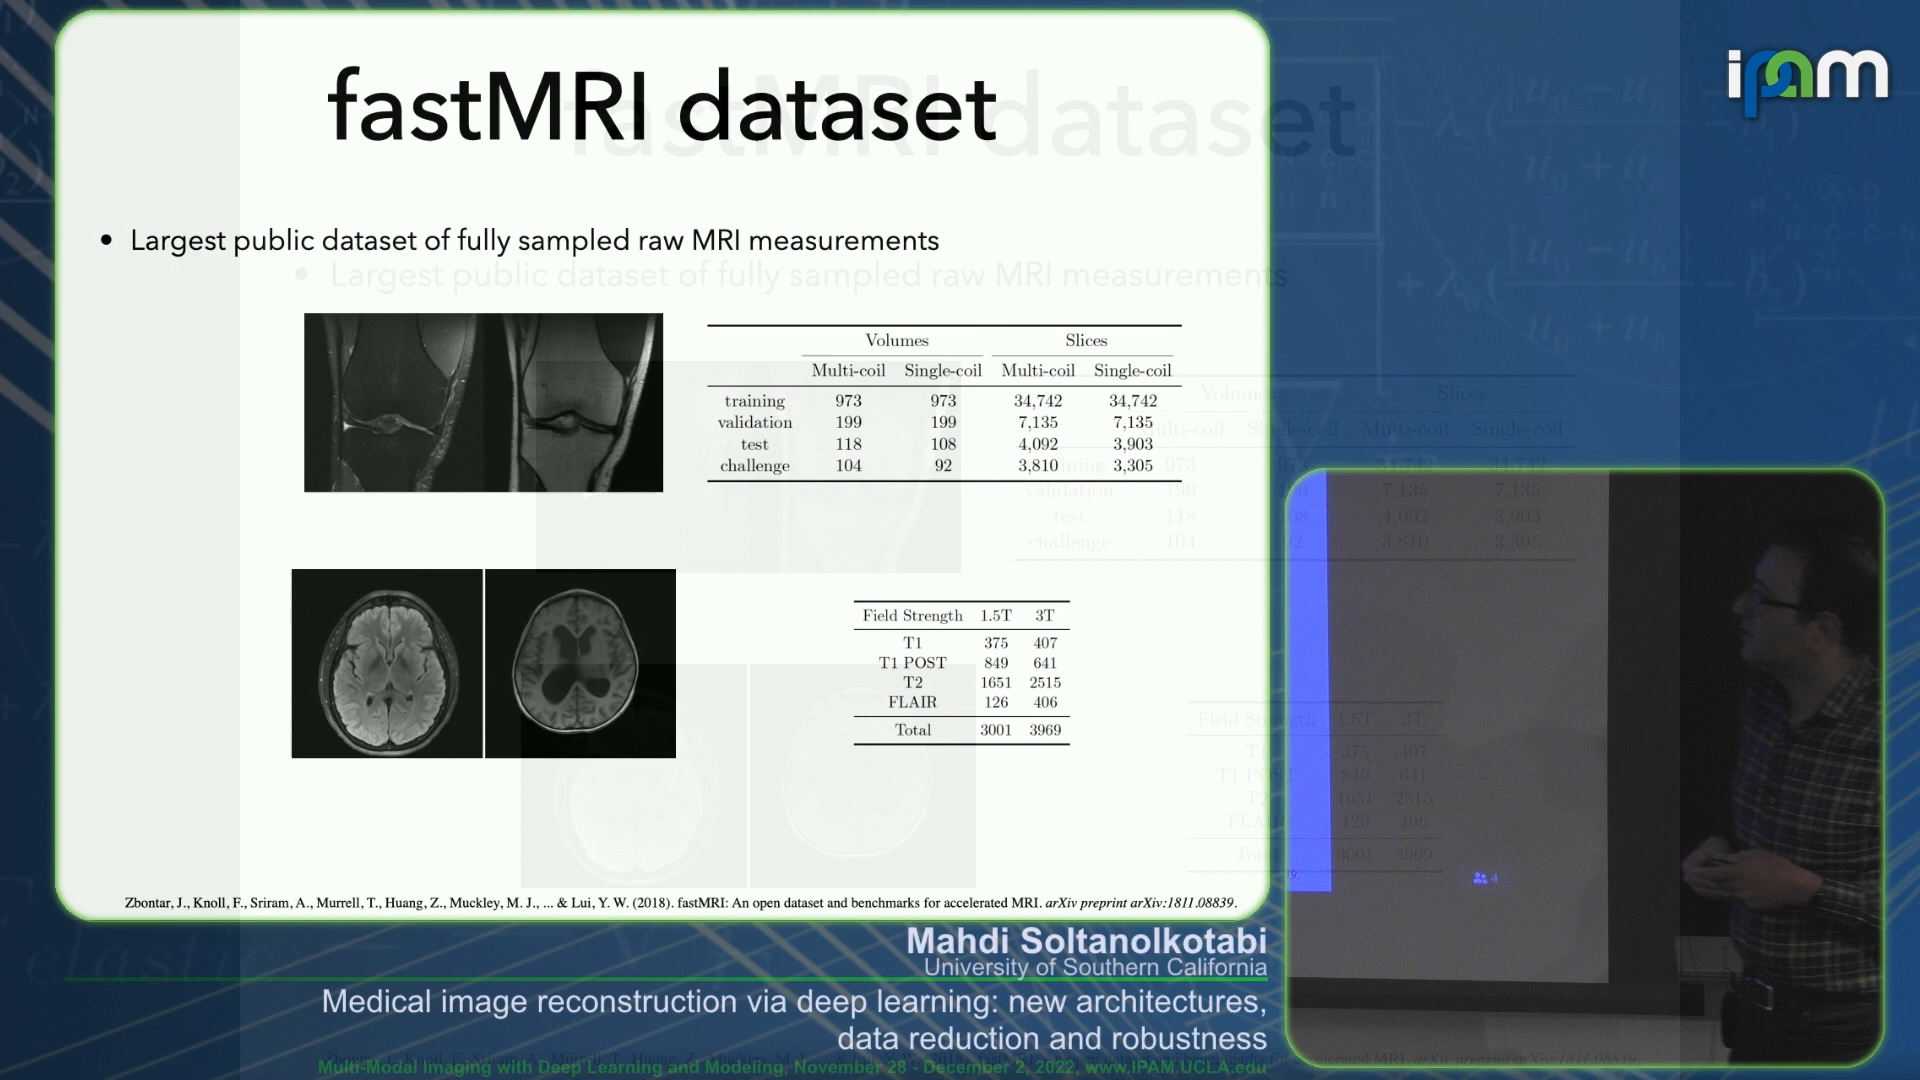 fastMRI dataset
ipam
• Largest public dataset of fully sampled raw MRI measurements
Volumes Slices
Multi-coil Single-coil Multi-coil Single-coil
training 973 973 34,742 34,742
validation 199 199 7,135 7,135
test 118 108 4,092 3,903
challenge 104 92 3,810 3,305
Field Strength 1.5T 3T
T1 375 407
T1 POST 849 641
T2 1651 2515
FLAIR 126 406
Total 3001 3969
4
Zbontar, J., Knoll, F., Sriram, A., Murrell, T., Huang, Z., Muckley, M. J., ... & Lui, Y. W. (2018). fastMRI: An open dataset and benchmarks for accelerated MRI. arXiv preprint arXiv:1811.08839.
Mahdi Soltanolkotabi
University of Southern California
Medical image reconstruction via deep learning: new architectures,
data reduction and robustness
Multi-Modal Imaging with Deep Learning and Modeling, November 28 - December 2, 2022, www.IPAM.UCLA.edu